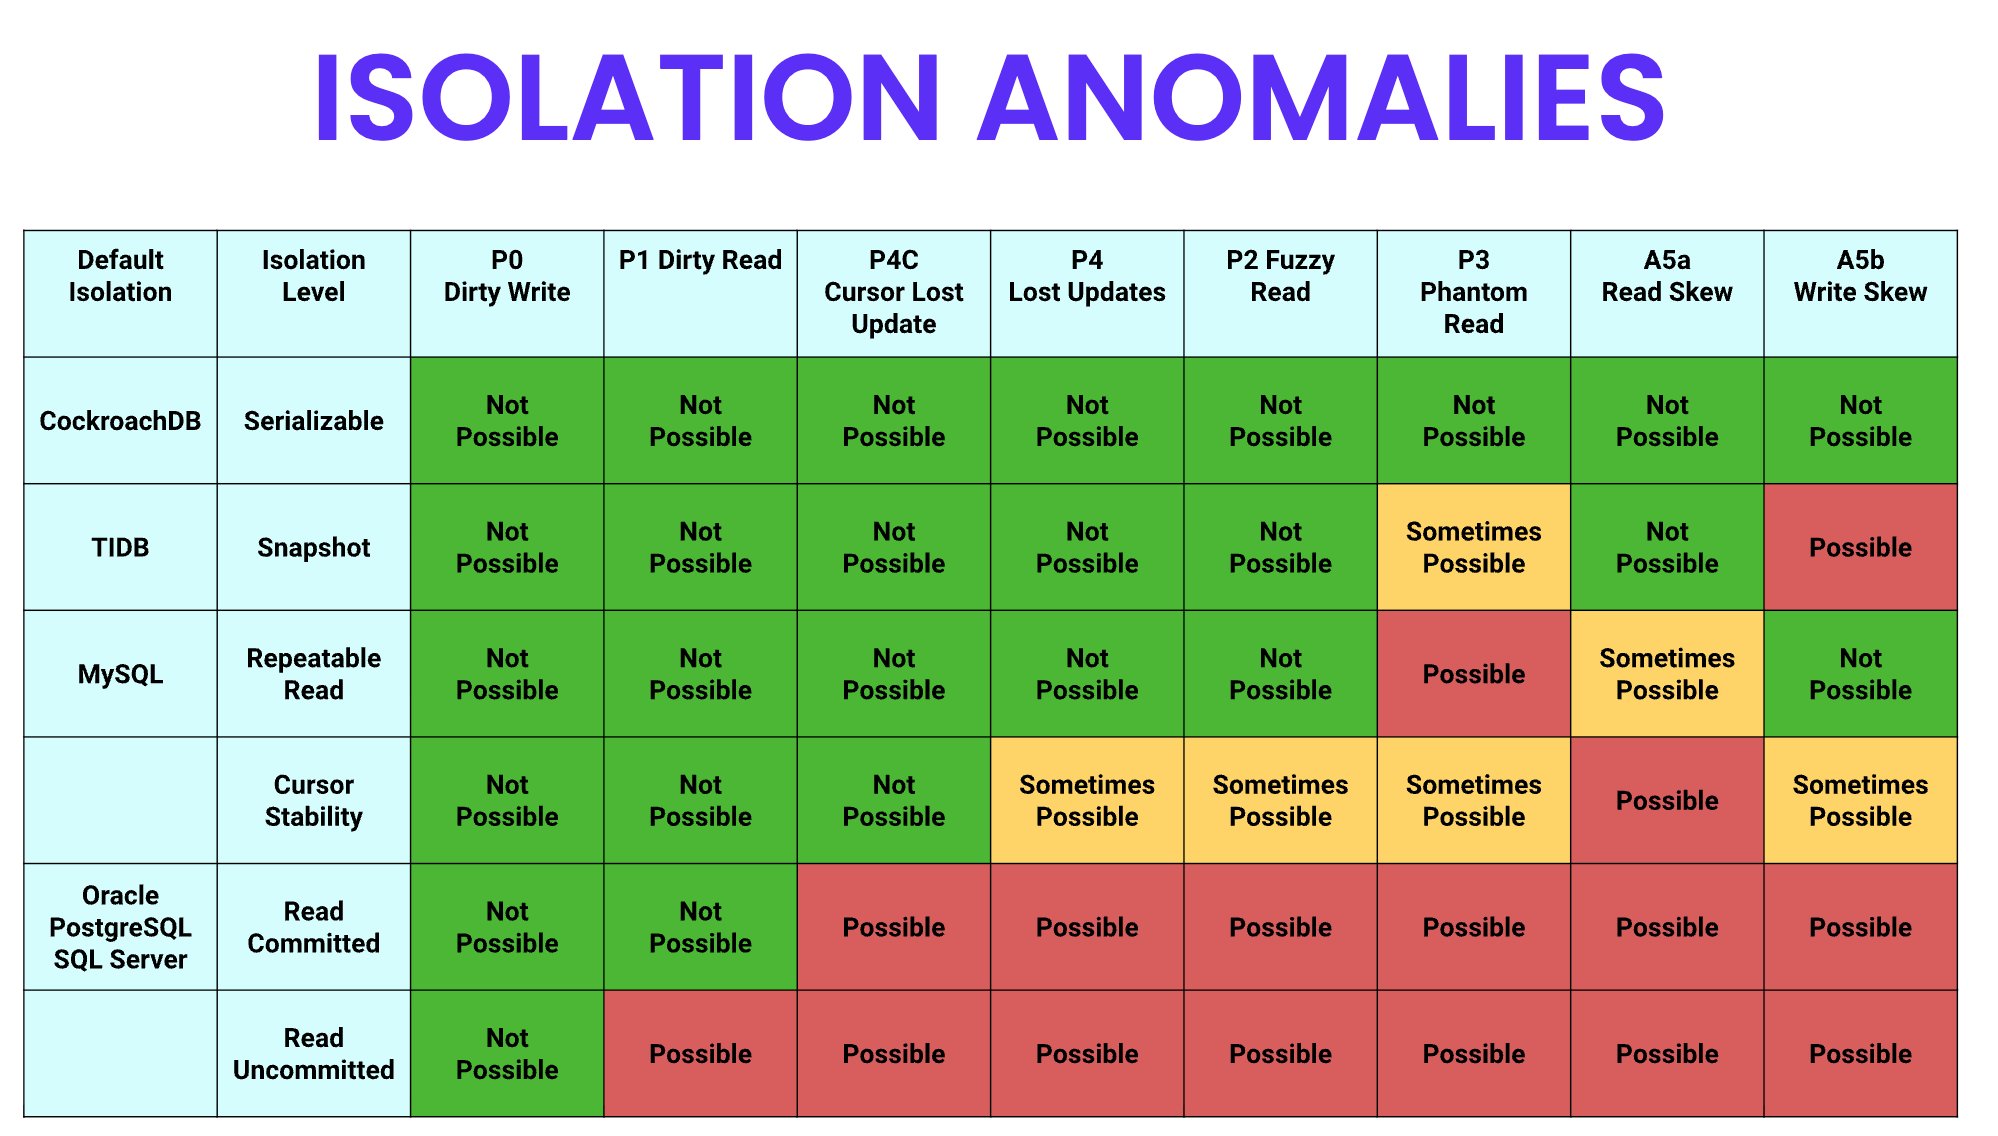 ISOLATION ANOMALIES
Default
Isolation
Isolation
Level
P0
Dirty Write
P1 Dirty Read
P4C
Cursor Lost
Update
P4
Lost Updates
P2 Fuzzy
Read
P3
Phantom
Read
A5a
Read Skew
A5b
Write Skew
CockroachDB
Serializable
Not
Possible
Not
Possible
Not
Possible
Not
Possible
Not
Possible
Not
Possible
Not
Possible
Not
Possible
TIDB
Snapshot
Not
Possible
Not
Possible
Not
Possible
Not
Possible
Not
Possible
Sometimes
Possible
Not
Possible
Possible
MySQL
Repeatable
Read
Not
Possible
Not
Possible
Not
Possible
Not
Possible
Not
Possible
Possible
Sometimes
Possible
Not
Possible
Cursor
Stability
Not
Possible
Not
Possible
Not
Possible
Sometimes
Possible
Sometimes
Possible
Sometimes
Possible
Possible
Sometimes
Possible
Oracle
PostgreSQL
SQL Server
Read
Committed
Not
Possible
Not
Possible
Possible
Possible
Possible
Possible
Possible
Possible
Read
Uncommitted
Not
Possible
Possible
Possible
Possible
Possible
Possible
Possible
Possible